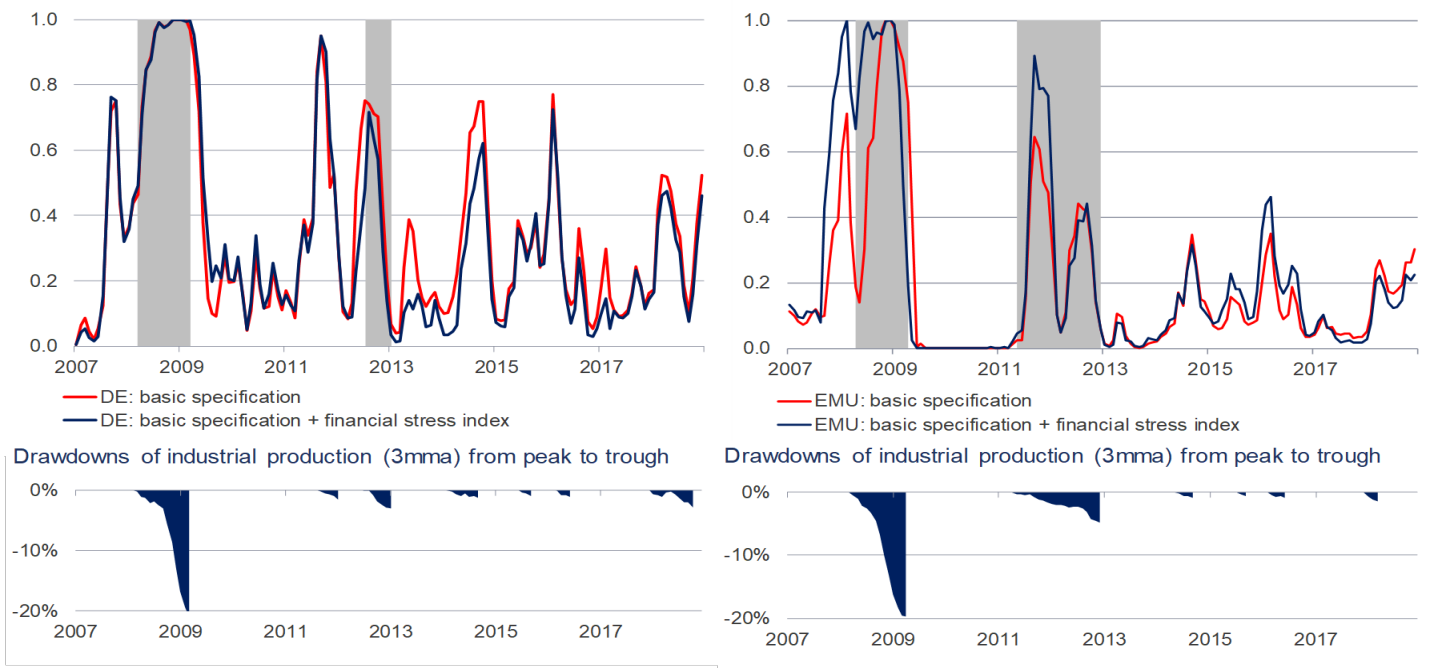 1.0
0.8
0.6
0.4
0.2
0.0
2007 2009 2011 2013 2015 2017
DE: basic specification
DE: basic specification + financial stress index
Drawdowns of industrial production (3mma) from peak to trough
0%
-10%
-20%
2007 2009 2011 2013 2015 2017
1.0
0.8
0.6
0.4
0.2
0.0
2007 2009 2011 2013 2015 2017
EMU: basic specification
EMU: basic specification + financial stress index
Drawdowns of industrial production (3mma) from peak to trough
0%
-10%
-20%
2007 2009 2011 2013 2015 2017